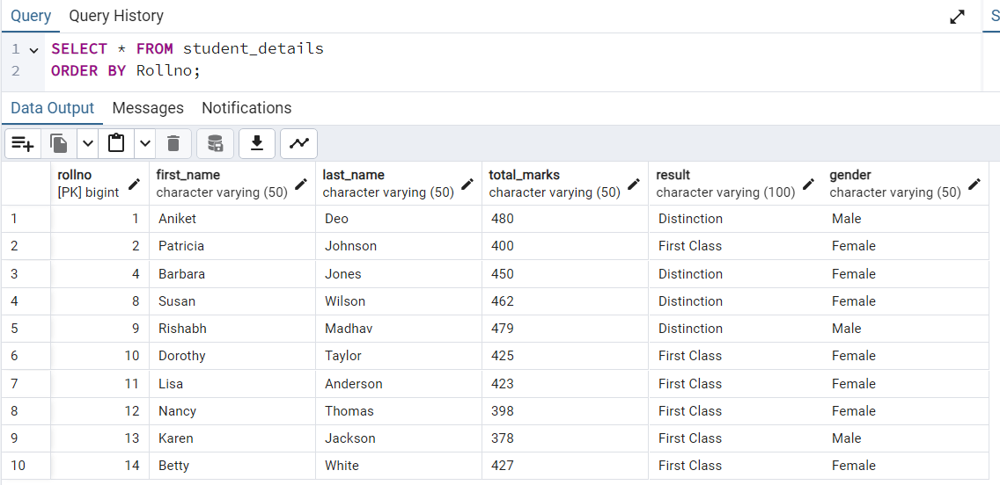 Query Query History
1 SELECT * FROM student_details S
2 ORDER BY Rollno;
Data Output Messages Notifications
rollno first_name last_name total_marks result gender
[PK] bigint character varying (50) character varying (50) character varying (50) character varying (100) character varying (50)
1 1 Aniket Deo 480 Distinction Male
2 2 Patricia Johnson 400 First Class Female
3 4 Barbara Jones 450 Distinction Female
4 8 Susan Wilson 462 Distinction Female
5 9 Rishabh Madhav 479 Distinction Male
6 10 Dorothy Taylor 425 First Class Female
7 11 Lisa Anderson 423 First Class Female
8 12 Nancy Thomas 398 First Class Female
9 13 Karen Jackson 378 First Class Male
10 14 Betty White 427 First Class Female